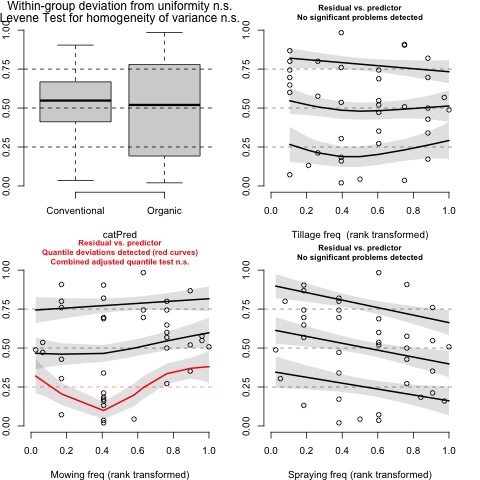 Within-group deviation from uniformity n.s.
Levene Test for homogeneity of variance n.s.
0.00 0.25 0.50 0.75 1.00
Conventional Organic
catPred
Residual vs. predictor
No significant problems detected
0.00 0.25 0.50 0.75 1.00
0.0 0.2 0.4 0.6 0.8 1.0
Tillage freq (rank transformed)
Residual vs. predictor
Quantile deviations detected (red curves)
Combined adjusted quantile test n.s.
0.00 0.25 0.50 0.75 1.00
0.0 0.2 0.4 0.6 0.8 1.0
Mowing freq (rank transformed)
Residual vs. predictor
No significant problems detected
0.00 0.25 0.50 0.75 1.00
0.0 0.2 0.4 0.6 0.8 1.0
Spraying freq (rank transformed)